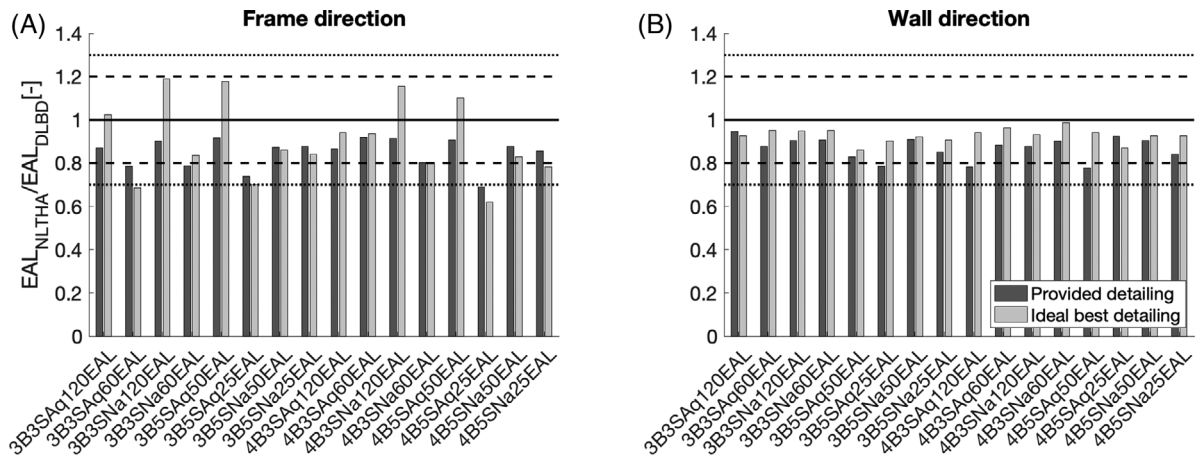 (A)
Frame direction
EAL_NLTHA/EAL_DLBD[-]
1.4
1.2
1
0.8
0.6
0.4
0.2
0
3B3SAq120EAL
3B3SAq60EAL
3B3SNa120EAL
3B3SNa60EAL
3B5SAq50EAL
3B5SAq25EAL
3B5SNa50EAL
3B5SNa25EAL
4B3SAq120EAL
4B3SAq60EAL
4B3SNa120EAL
4B3SNa60EAL
4B5SAq50EAL
4B5SAq25EAL
4B5SNa50EAL
4B5SNa25EAL
(B)
Wall direction
1.4
1.2
1
0.8
0.6
0.4
0.2
0
Provided detailing
Ideal best detailing
3B3SAq120EAL
3B3SAq60EAL
3B3SNa120EAL
3B3SNa60EAL
3B5SAq50EAL
3B5SAq25EAL
3B5SNa50EAL
3B5SNa25EAL
4B3SAq120EAL
4B3SAq60EAL
4B3SNa120EAL
4B3SNa60EAL
4B5SAq50EAL
4B5SAq25EAL
4B5SNa50EAL
4B5SNa25EAL